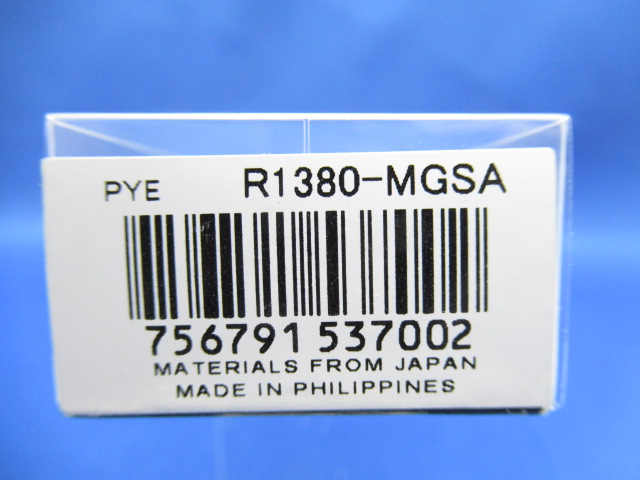 PYE R1380-MGSA
756791 537002
MATERIALS FROM JAPAN
MADE IN PHILIPPINES